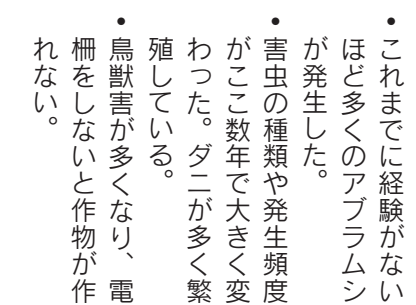 • これまでに経験がない
ほど多くのアブラムシ
が発生した。
• 害虫の種類や発生頻度
がここ数年で大きく変
わった。ダニが多く繁
殖している。
• 鳥獣害が多くなり、電
柵をしないと作物が作
れない。